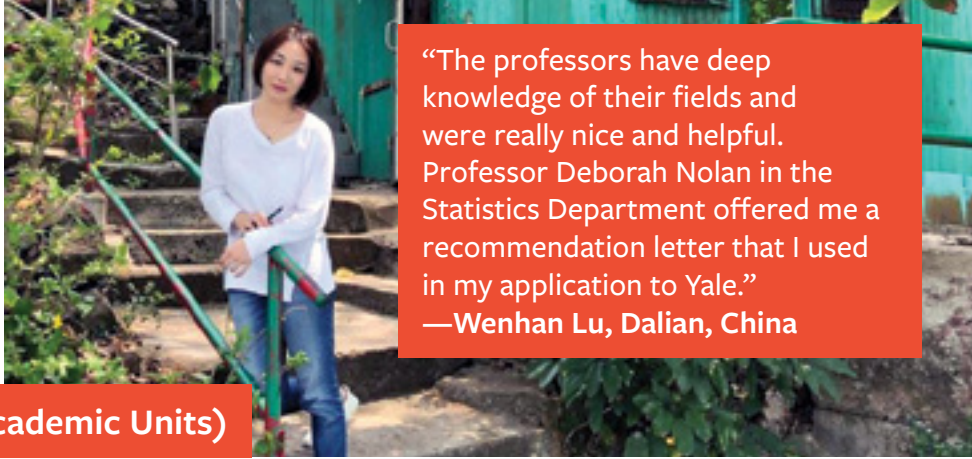 “The professors have deep
knowledge of their fields and
were really nice and helpful.
Professor Deborah Nolan in the
Statistics Department offered me a
recommendation letter that I used
in my application to Yale.”
—Wenhan Lu, Dalian, China
cademic Units)